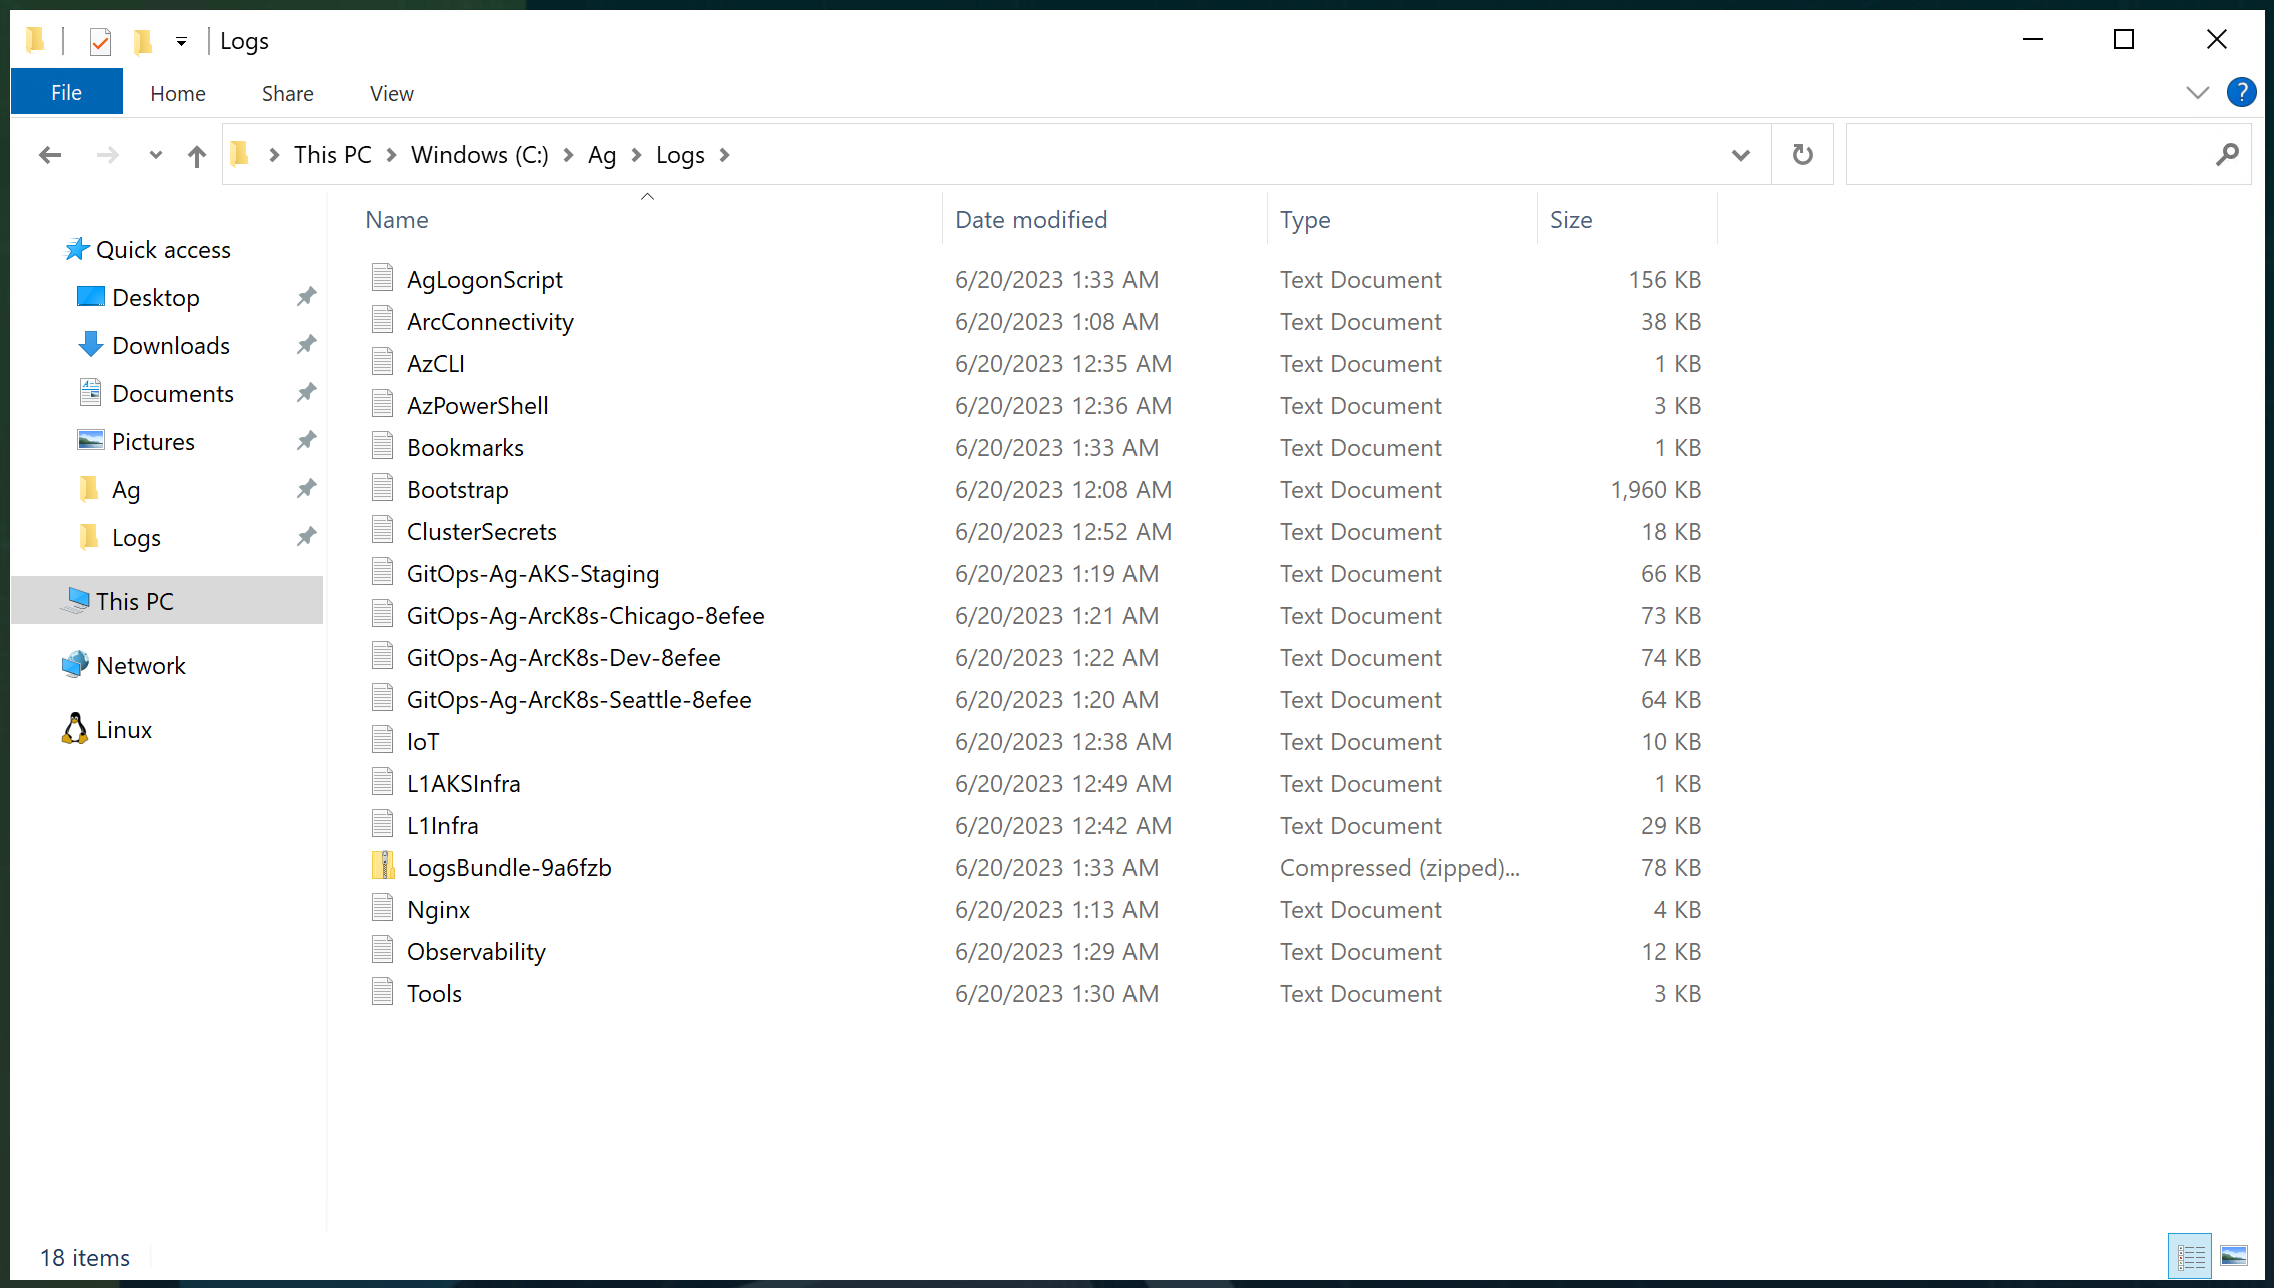 Logs
File Home Share View ?
This PC Windows (C:) Ag Logs
Name Date modified Type Size
Quick access
Desktop
Downloads
Documents
Pictures
Ag
Logs
This PC
Network
Linux
AgLogonScript 6/20/2023 1:33 AM Text Document 156 KB
ArcConnectivity 6/20/2023 1:08 AM Text Document 38 KB
AzCLI 6/20/2023 12:35 AM Text Document 1 KB
AzPowerShell 6/20/2023 12:36 AM Text Document 3 KB
Bookmarks 6/20/2023 1:33 AM Text Document 1 KB
Bootstrap 6/20/2023 12:08 AM Text Document 1,960 KB
ClusterSecrets 6/20/2023 12:52 AM Text Document 18 KB
GitOps-Ag-AKS-Staging 6/20/2023 1:19 AM Text Document 66 KB
GitOps-Ag-ArcK8s-Chicago-8efee 6/20/2023 1:21 AM Text Document 73 KB
GitOps-Ag-ArcK8s-Dev-8efee 6/20/2023 1:22 AM Text Document 74 KB
GitOps-Ag-ArcK8s-Seattle-8efee 6/20/2023 1:20 AM Text Document 64 KB
IoT 6/20/2023 12:38 AM Text Document 10 KB
L1AKSInfra 6/20/2023 12:49 AM Text Document 1 KB
L1Infra 6/20/2023 12:42 AM Text Document 29 KB
LogsBundle-9a6fzb 6/20/2023 1:33 AM Compressed (zipped)... 78 KB
Nginx 6/20/2023 1:13 AM Text Document 4 KB
Observability 6/20/2023 1:29 AM Text Document 12 KB
Tools 6/20/2023 1:30 AM Text Document 3 KB
18 items